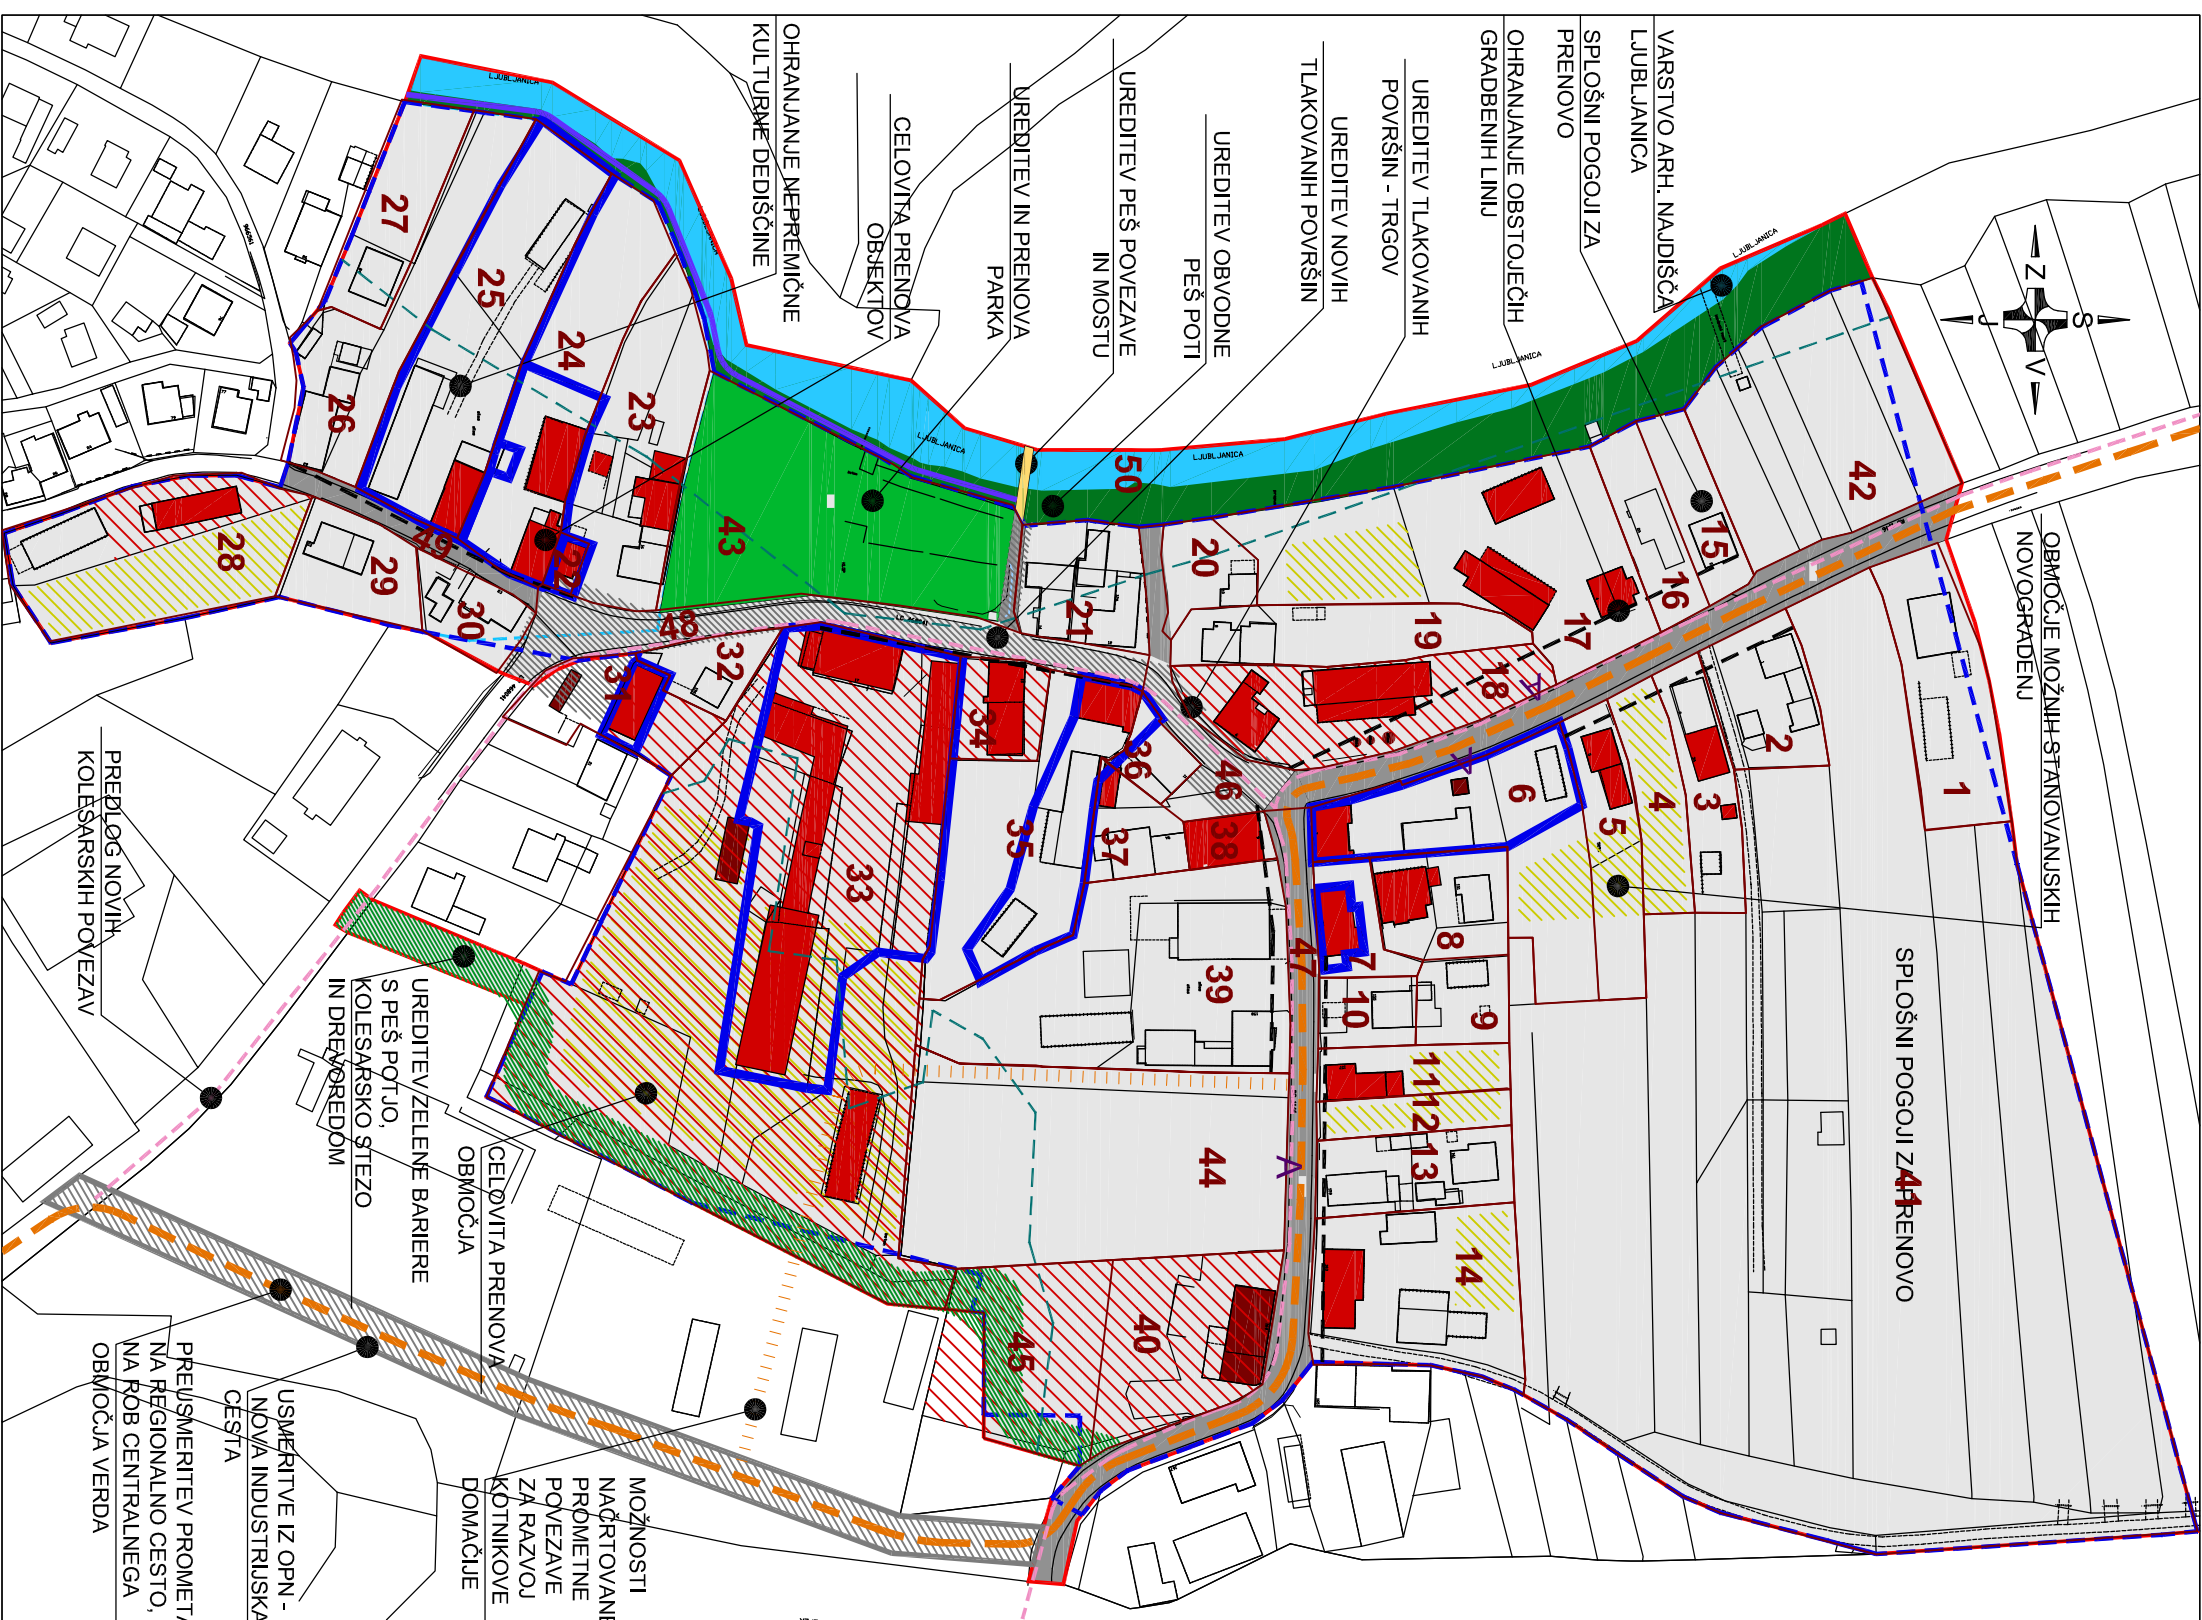 VARSTVO ARH. NAJDIŠČA
LJUBLJANICA
SPLOŠNI POGOJI ZA
PRENOVO
OHRANJANJE OBSTOJEČIH
GRADBENIH LINIJ
UREDITEV TLAKOVANIH
POVRŠIN - TRGOV
UREDITEV NOVIH
TLAKOVANIH POVRŠIN
UREDITEV OBVODNE
PEŠ POTI
UREDITEV PEŠ POVEZAVE
IN MOSTU
UREDITEV IN PRENOVA
PARKA
CELOVITA PRENOVA
OBJEKTOV
OHRANJANJE NEPREMIČNE
KULTURNE DEDIŠČINE
S
Z
V
J
LJUBLJANICA
LJUBLJANICA
LJUBLJANICA
LJUBLJANICA
LJUBLJANICA
LJUBLJANICA
OBMOČJE MOŽNIH STANOVANJSKIH
NOVOGRADENJ
SPLOŠNI POGOJI ZA PRENOVO
1
2
3
4
5
6
7
8
9
10
11
12
13
14
15
16
17
18
19
20
21
22
23
24
25
26
27
28
29
30
31
32
33
34
35
36
37
38
39
40
41
42
43
44
45
46
47
48
49
50
A
A
A
PREDLOG NOVIH
KOLESARSKIH POVEZAV
UREDITEV ZELENE BARIERE
S PEŠ POTJO,
KOLESARSKO STEZO
IN DREVOREDOM
CELOVITA PRENOVA
OBMOČJA
MOŽNOSTI
NAČRTOVANE
PROMETNE
POVEZAVE
ZA RAZVOJ
KOTNIKOVE
DOMAČIJE
USMERITVE IZ OPN -
NOVA INDUSTRIJSKA
CESTA
PREUSMERITEV PROMETA
NA REGIONALNO CESTO,
NA ROB CENTRALNEGA
OBMOČJA VERDA